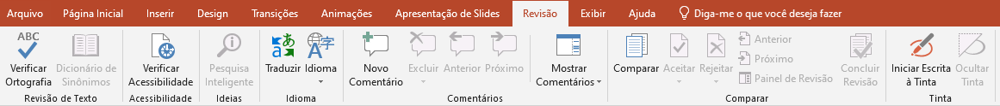 Arquivo Página Inicial Inserir Design Transições Animações Apresentação de Slides Revisão Exibir Ajuda Diga-me o que você deseja fazer
ABC
Verificar Ortografia
Dicionário de Sinônimos
Revisão de Texto
Verificar Acessibilidade
Acessibilidade
Pesquisa Inteligente
Ideias
a あ
Traduzir
A 字
Idioma
Idioma
Novo Comentário
Excluir
Anterior
Próximo
Mostrar Comentários
Comentários
Comparar
Aceitar
Rejeitar
Anterior
Próximo
Painel de Revisão
Concluir Revisão
Comparar
Iniciar Escrita à Tinta
Ocultar Tinta
Tinta